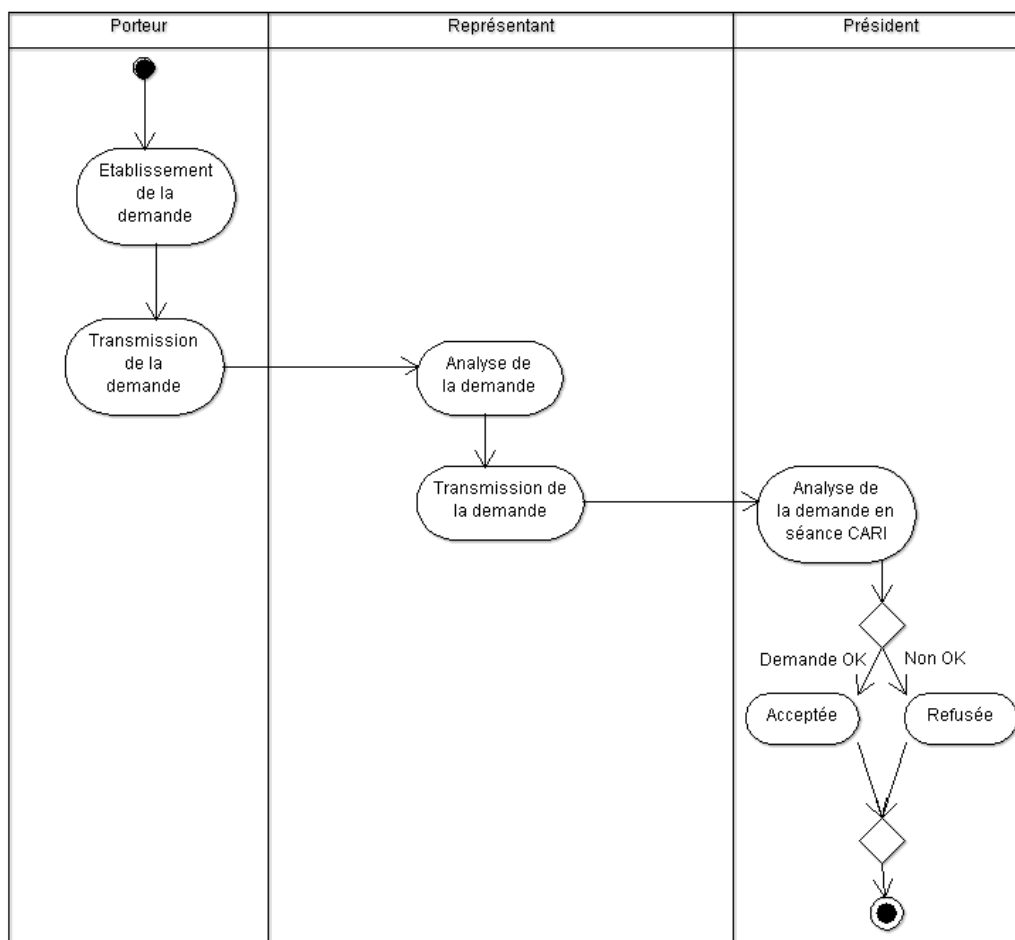 Porteur
Représentant
Président
Etablissement
de la
demande
Transmission
de la
demande
Analyse de
la demande
Transmission de
la demande
Analyse de
la demande en
séance CARI
Demande OK
Non OK
Acceptée
Refusée